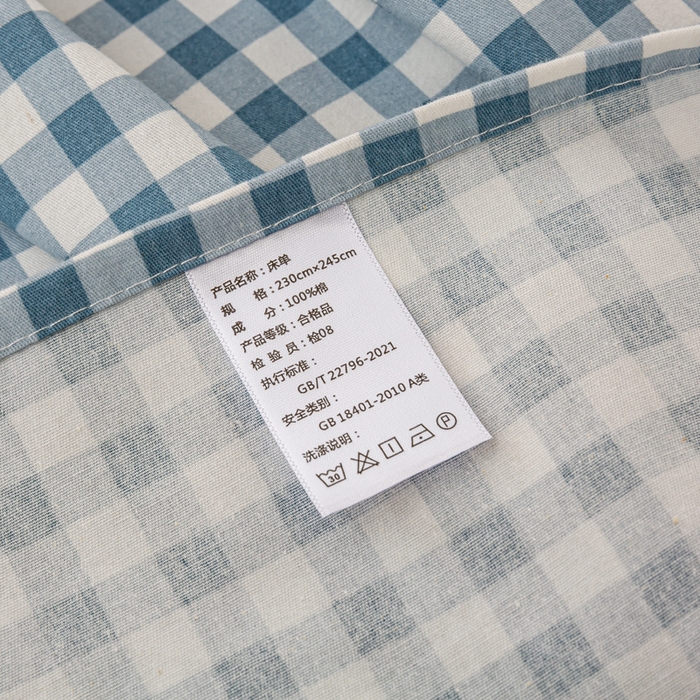 产品名称：床单
规 格：230cm×245cm
成 分：100%棉
产品等级：合格品
检 验 员：检08
执行标准：
GB/T 22796-2021
安全类别：
GB 18401-2010 A类
洗涤说明：
30 P